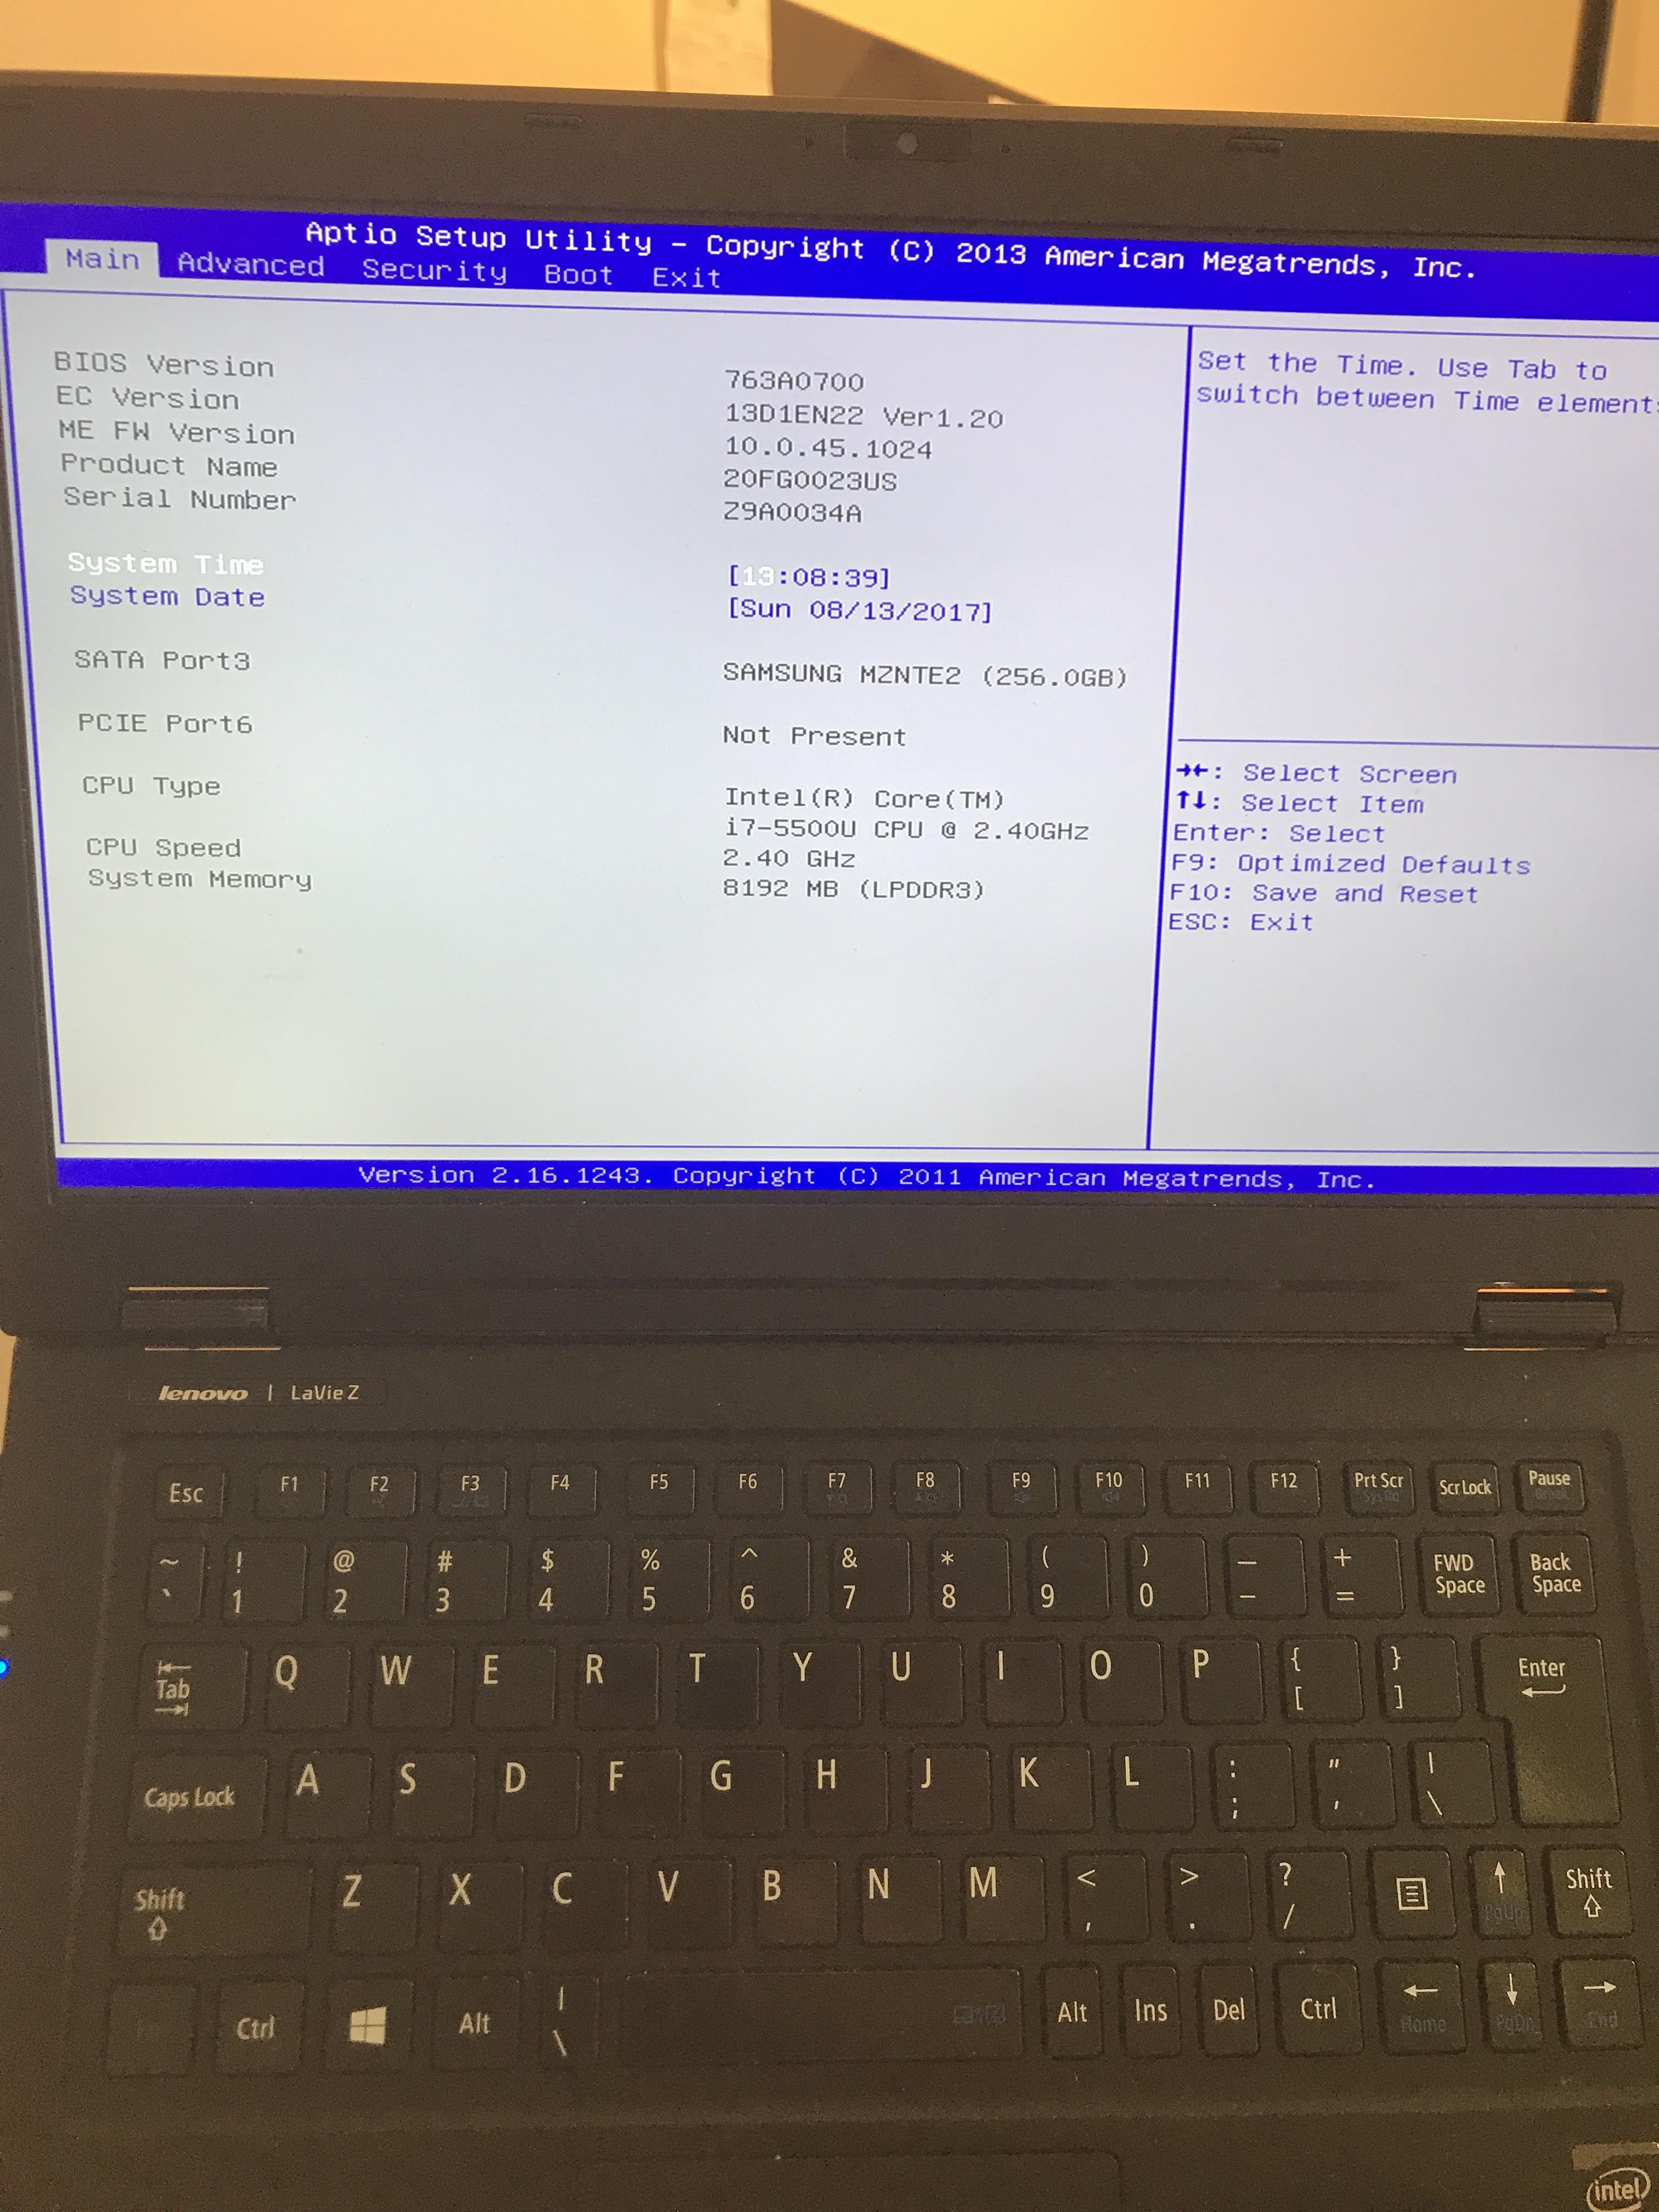 Aptio Setup Utility – Copyright (C) 2013 American Megatrends, Inc.
Main Advanced Security Boot Exit
BIOS Version 763A0700
EC Version 13D1EN22 Ver1.20
ME FW Version 10.0.45.1024
Product Name 20FG0023US
Serial Number Z9A0034A
System Time [13:08:39]
System Date [Sun 08/13/2017]
SATA Port3 SAMSUNG MZNTE2 (256.0GB)
PCIE Port6 Not Present
CPU Type Intel(R) Core(TM)
i7-5500U CPU @ 2.40GHz
CPU Speed 2.40 GHz
System Memory 8192 MB (LPDDR3)
Set the Time. Use Tab to
switch between Time element
→←: Select Screen
↑↓: Select Item
Enter: Select
F9: Optimized Defaults
F10: Save and Reset
ESC: Exit
Version 2.16.1243. Copyright (C) 2011 American Megatrends, Inc.
lenovo | LaVie Z
Esc F1 F2 F3 F4 F5 F6 F7 F8 F9 F10 F11 F12 Prt Scr Scr Lock Pause
SysRq Break
~ ! @ # $ % ^ & * ( ) — + FWD Back
` 1 2 3 4 5 6 7 8 9 0 – = Space Space
Tab Q W E R T Y U I O P { } Enter
[ ]
Caps Lock A S D F G H J K L : " |
; ' \
Shift Z X C V B N M < > ? ↑ Shift
, . / PgUp
Ctrl Alt | Alt Ins Del Ctrl ← ↓ →
\ Home PgDn End
intel